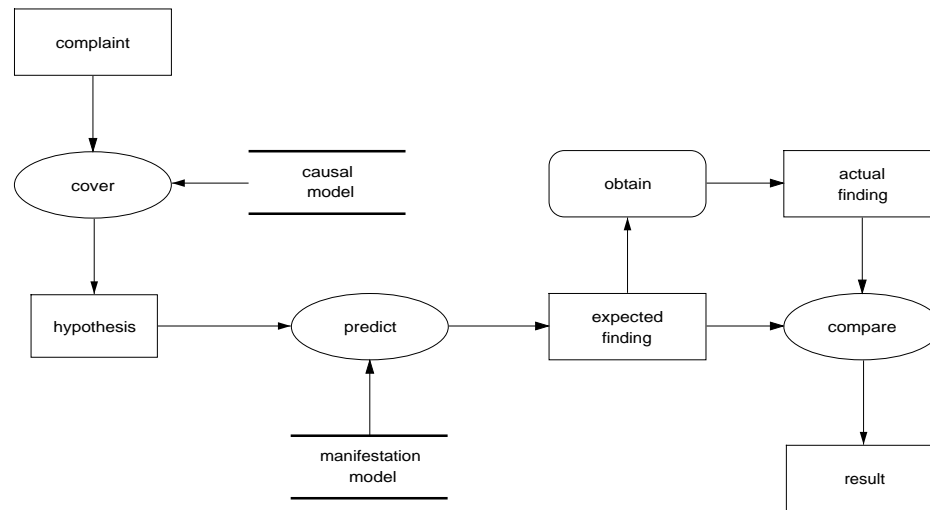 complaint
cover
causal
model
obtain
actual
finding
hypothesis
predict
expected
finding
compare
manifestation
model
result